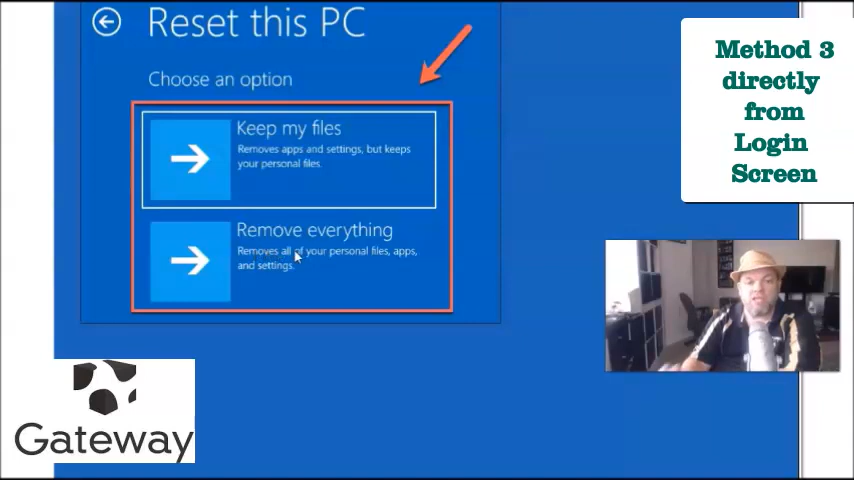 Reset this PC
Choose an option
Keep my files
Removes apps and settings, but keeps
your personal files.
Remove everything
Removes all of your personal files, apps,
and settings.
Method 3
directly
from
Login
Screen
Gateway